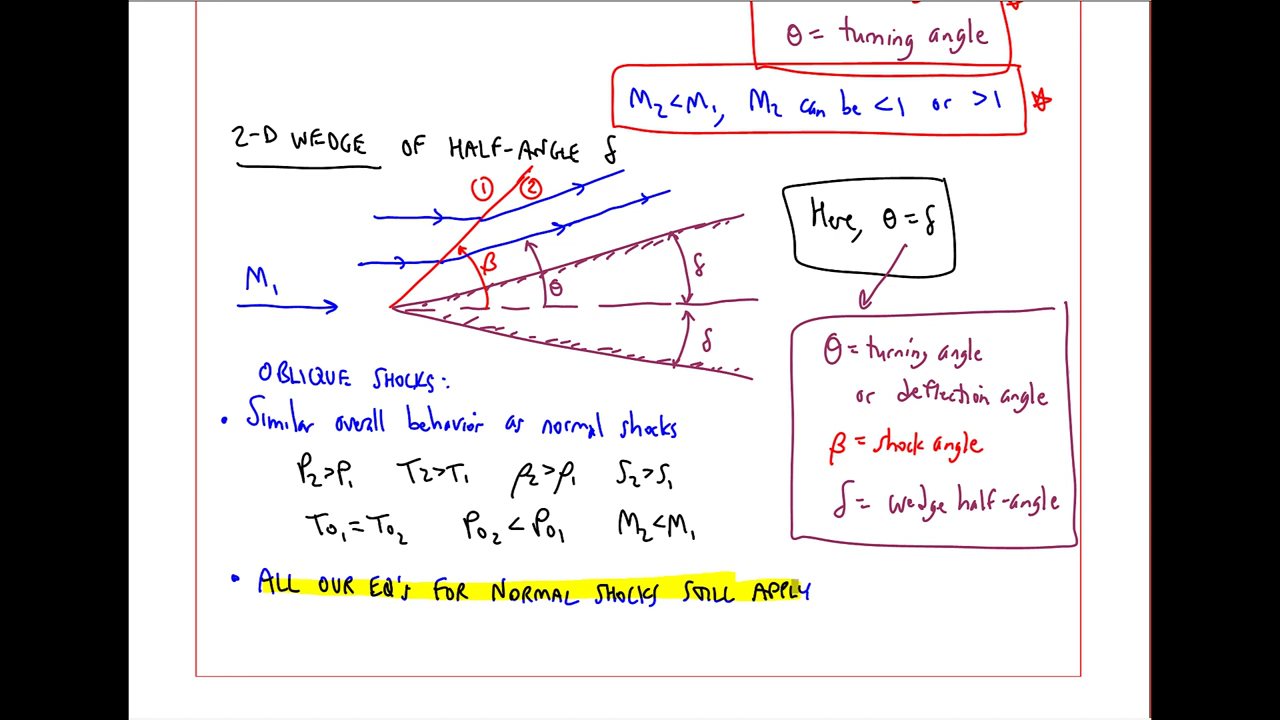 θ = turning angle
M₂<M₁, M₂ can be <1 or >1
2-D WEDGE OF HALF-ANGLE δ
① ②
Here, θ = δ
β
δ
M₁
θ
δ
θ = turning angle
or deflection angle
β = shock angle
δ = wedge half-angle
OBLIQUE SHOCKS:
• Similar overall behavior as normal shocks
P₂>P₁ T₂>T₁ ρ₂>ρ₁ S₂>S₁
T₀₁=T₀₂ P₀₂<P₀₁ M₂<M₁
• ALL OUR EQ's FOR NORMAL SHOCKS STILL APPLY